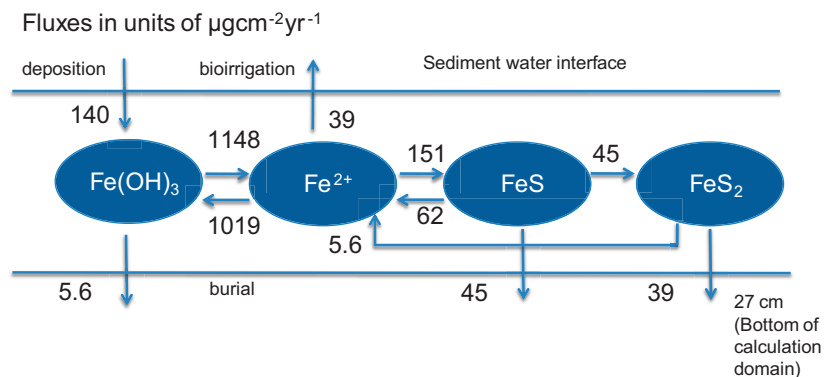 Fluxes in units of µgcm-2yr-1
deposition
bioirrigation
Sediment water interface
140
39
1148
151
45
Fe(OH)3
Fe2+
FeS
FeS2
1019
62
5.6
5.6
burial
45
39
27 cm
(Bottom of
calculation
domain)